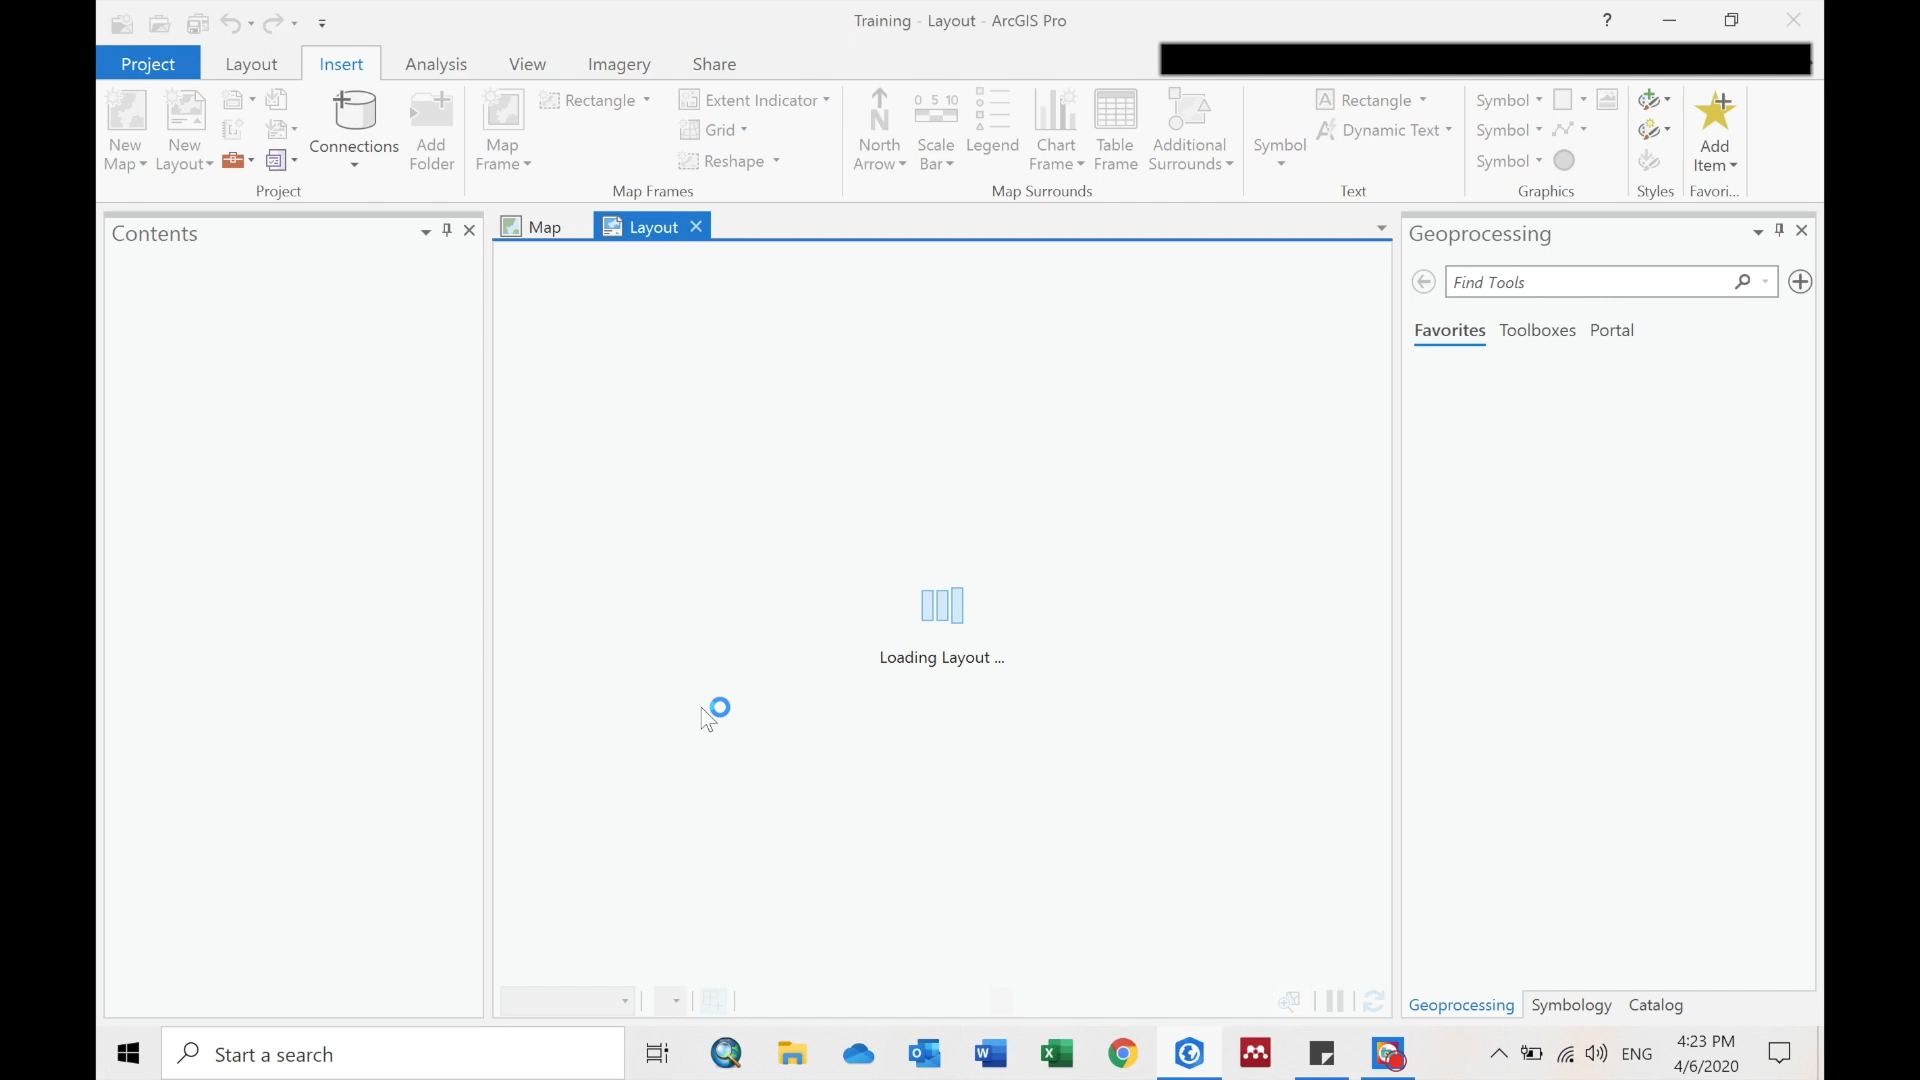 Training - Layout - ArcGIS Pro
?
Project Layout Insert Analysis View Imagery Share
New Map
New Layout
Connections
Add Folder
Project
Map Frame
Rectangle
Extent Indicator
Grid
Reshape
Map Frames
N
North Arrow
0 5 10
Scale Bar
Legend
Chart Frame
Table Frame
Additional Surrounds
Map Surrounds
Symbol
A Rectangle
A Dynamic Text
Text
Symbol
Symbol
Symbol
Graphics
Styles
Add Item
Favori...
Contents
Map
Layout
Loading Layout ...
Geoprocessing
Find Tools
Favorites Toolboxes Portal
Geoprocessing Symbology Catalog
Start a search
ENG
4:23 PM
4/6/2020